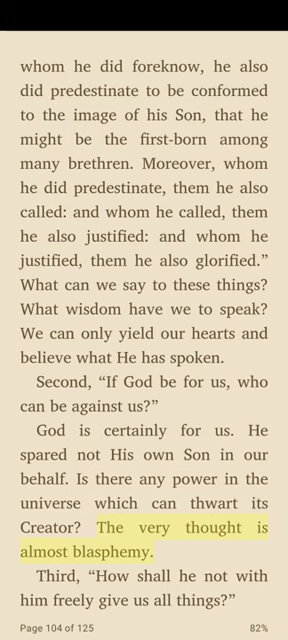 whom he did foreknow, he also
did predestinate to be conformed
to the image of his Son, that he
might be the first-born among
many brethren. Moreover, whom
he did predestinate, them he also
called: and whom he called, them
he also justified: and whom he
justified, them he also glorified.”
What can we say to these things?
What wisdom have we to speak?
We can only yield our hearts and
believe what He has spoken.
Second, “If God be for us, who
can be against us?”
God is certainly for us. He
spared not His own Son in our
behalf. Is there any power in the
universe which can thwart its
Creator? The very thought is
almost blasphemy.
Third, “How shall he not with
him freely give us all things?”
Page 104 of 125 82%